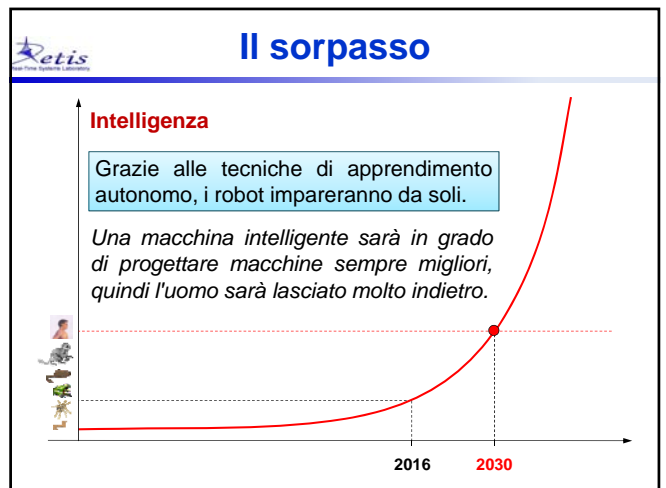 Retis
Real-Time Systems Laboratory
Il sorpasso
Intelligenza
Grazie alle tecniche di apprendimento
autonomo, i robot impareranno da soli.
Una macchina intelligente sarà in grado
di progettare macchine sempre migliori,
quindi l'uomo sarà lasciato molto indietro.
2016 2030